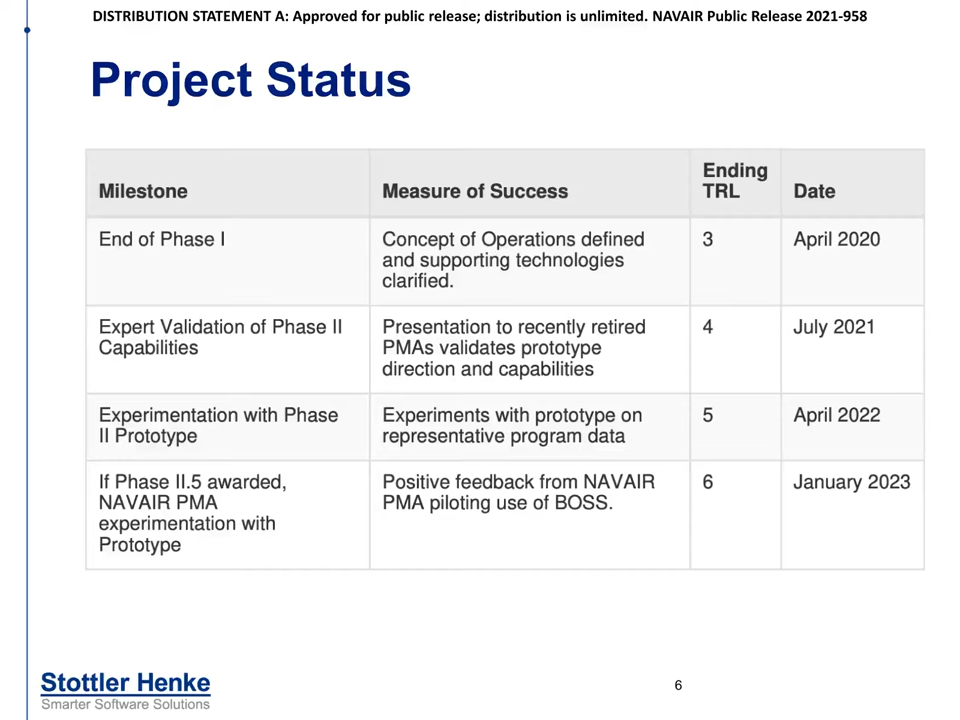 DISTRIBUTION STATEMENT A: Approved for public release; distribution is unlimited. NAVAIR Public Release 2021-958
Project Status
Milestone
Measure of Success
Ending
TRL
Date
End of Phase I
Concept of Operations defined
and supporting technologies
clarified.
3
April 2020
Expert Validation of Phase II
Capabilities
Presentation to recently retired
PMAs validates prototype
direction and capabilities
4
July 2021
Experimentation with Phase
II Prototype
Experiments with prototype on
representative program data
5
April 2022
If Phase II.5 awarded,
NAVAIR PMA
experimentation with
Prototype
Positive feedback from NAVAIR
PMA piloting use of BOSS.
6
January 2023
Stottler Henke
Smarter Software Solutions
6